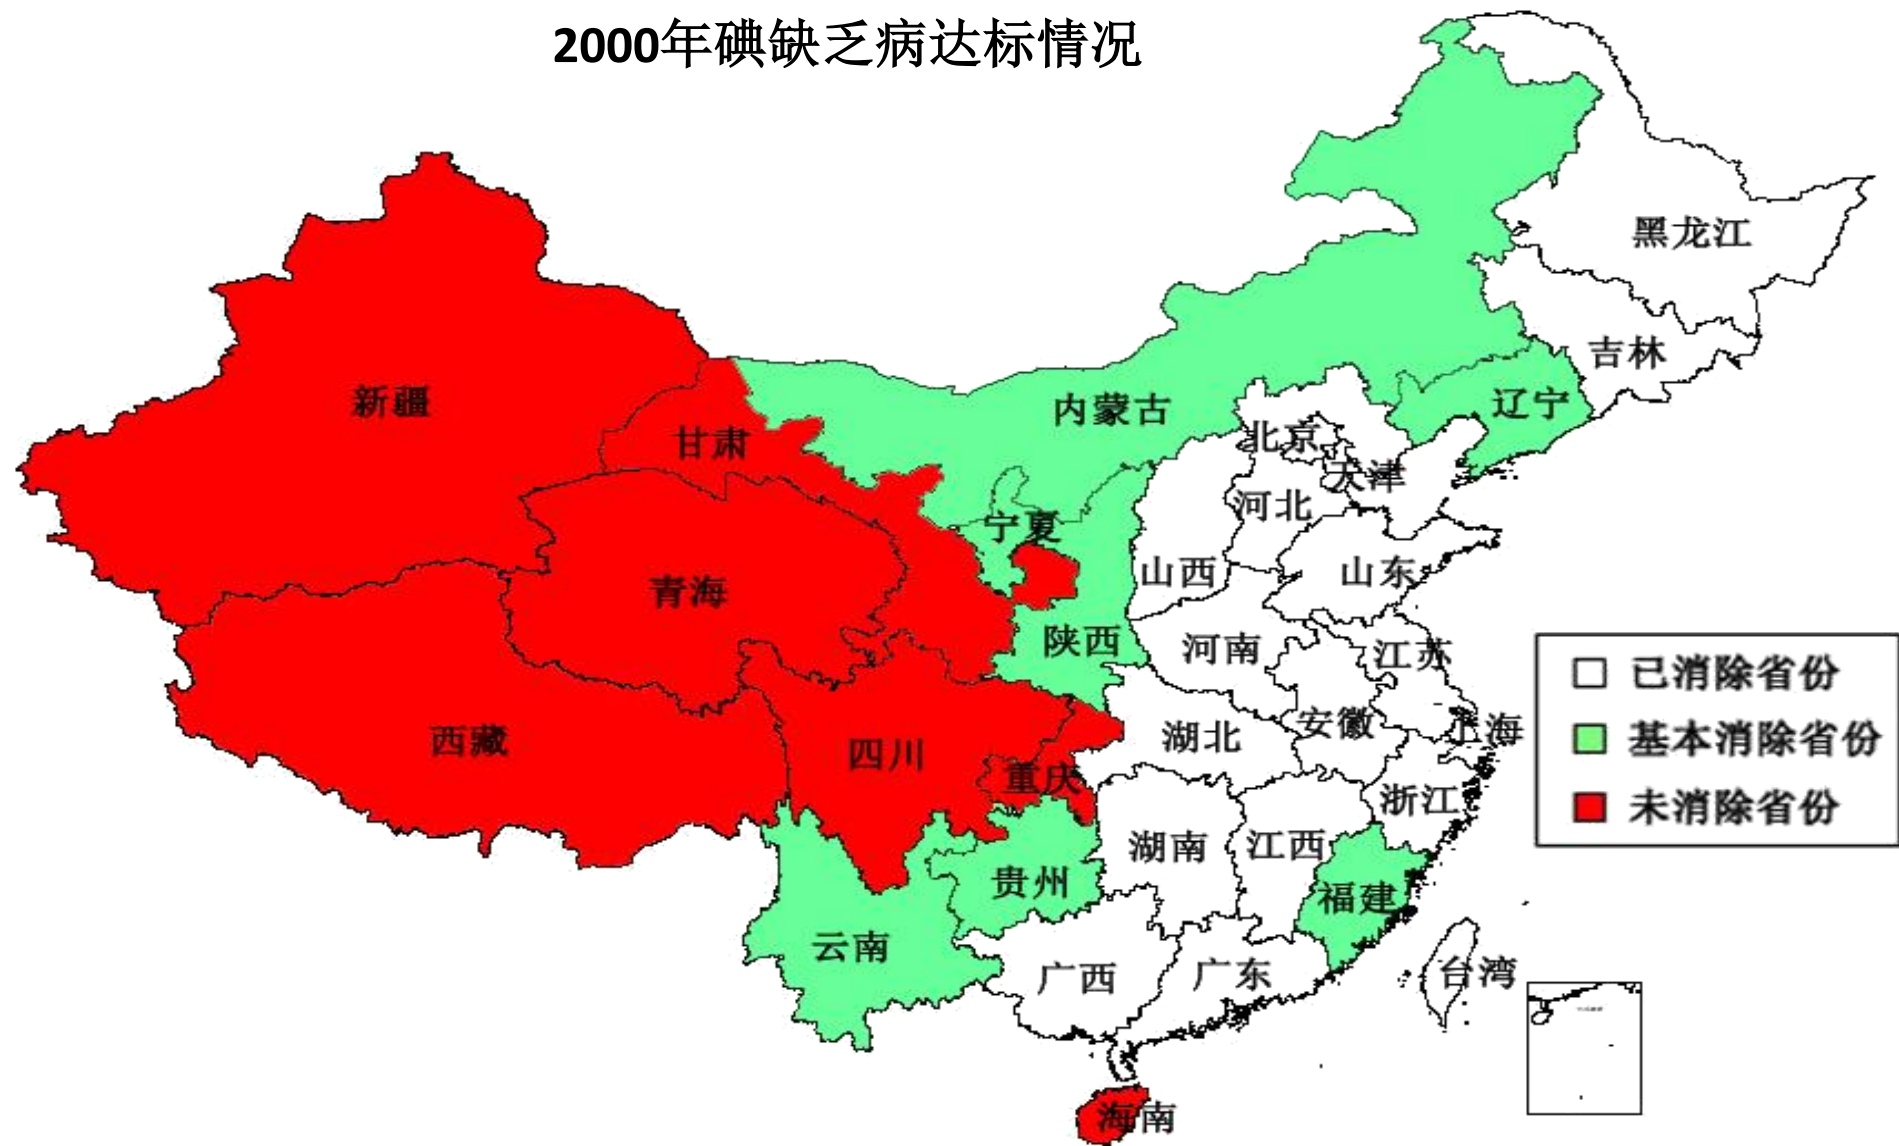 2000年碘缺乏病达标情况
黑龙江
吉林
辽宁
内蒙古
新疆
甘肃
北京
天津
河北
宁夏
山西
山东
青海
陕西
河南
江苏
西藏
四川
重庆
湖北
安徽
上海
浙江
湖南
江西
贵州
福建
云南
广西
广东
台湾
海南
已消除省份
基本消除省份
未消除省份